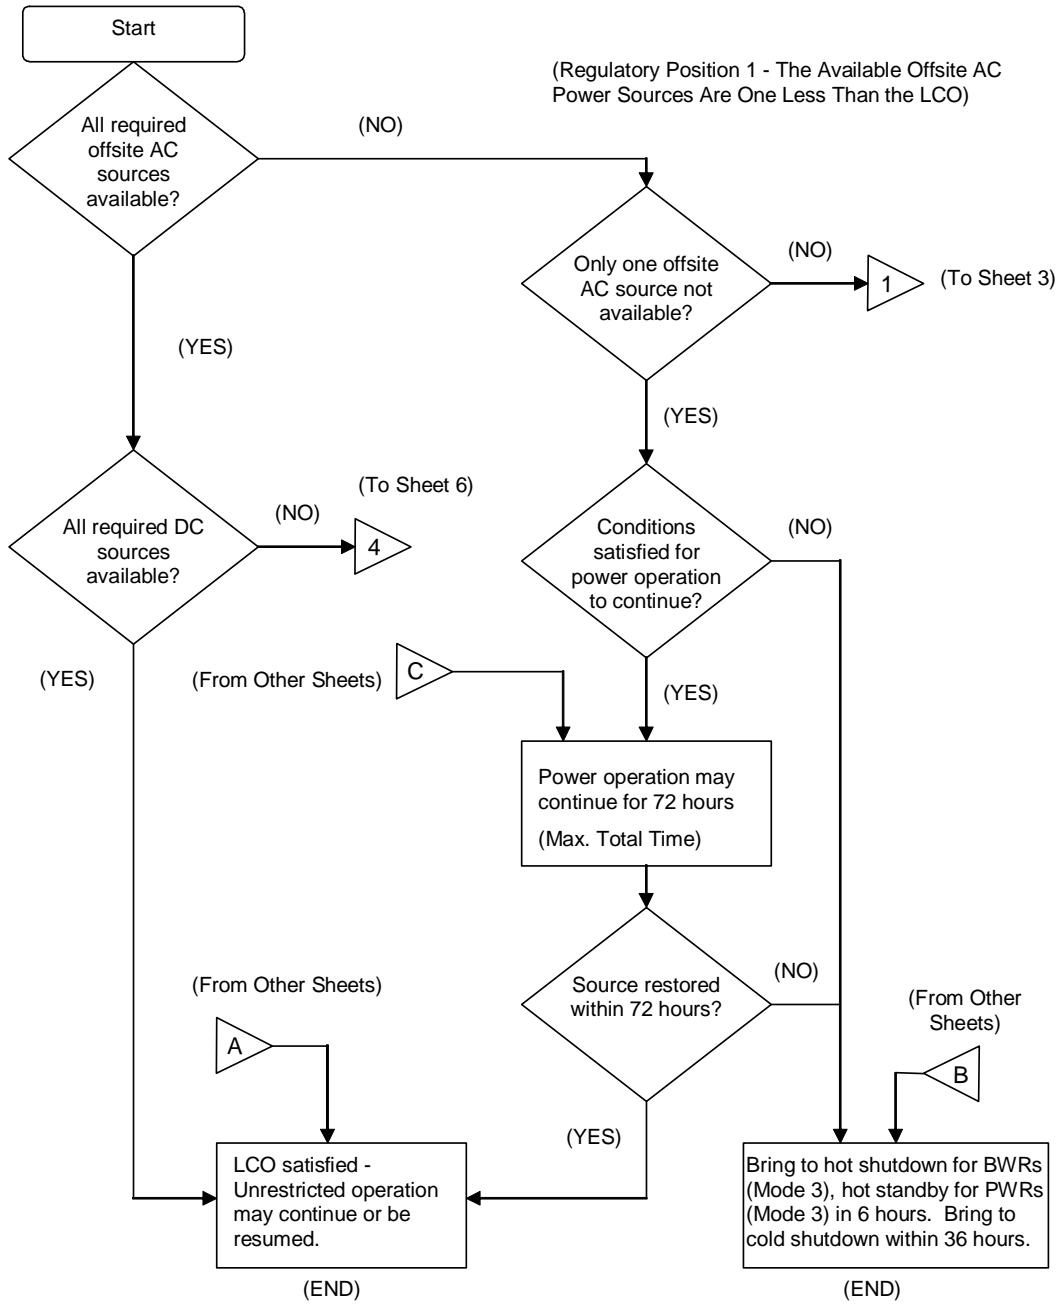 Start
(Regulatory Position 1 - The Available Offsite AC
Power Sources Are One Less Than the LCO)
All required
offsite AC
sources
available?
(NO)
Only one offsite
AC source not
available?
(NO)
1
(To Sheet 3)
(YES)
(YES)
All required DC
sources
available?
(NO)
(To Sheet 6)
4
Conditions
satisfied for
power operation
to continue?
(NO)
(YES)
(From Other Sheets)
C
(YES)
Power operation may
continue for 72 hours
(Max. Total Time)
Source restored
within 72 hours?
(NO)
(From Other Sheets)
A
(From Other
Sheets)
B
(YES)
LCO satisfied -
Unrestricted operation
may continue or be
resumed.
(END)
Bring to hot shutdown for BWRs
(Mode 3), hot standby for PWRs
(Mode 3) in 6 hours.  Bring to
cold shutdown within 36 hours.
(END)